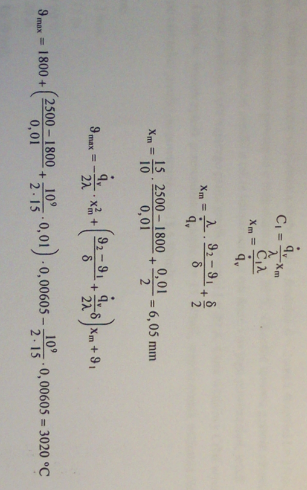 C₁ = q̇ᵥ/λ · xₘ
xₘ = C₁λ/q̇ᵥ
xₘ = λ/q̇ᵥ · (ϑ₂ − ϑ₁)/δ + δ/2
xₘ = 15/10⁹ · (2500 − 1800)/0,01 + 0,01/2 = 6,05 mm
ϑmax = − q̇ᵥ/2λ · xₘ² + ((ϑ₂ − ϑ₁)/δ + q̇ᵥδ/2λ) xₘ + ϑ₁
ϑmax = 1800 + ((2500 − 1800)/0,01 + 10⁹/(2 · 15) · 0,01) · 0,00605 − 10⁹/(2 · 15) · 0,00605 = 3020 °C